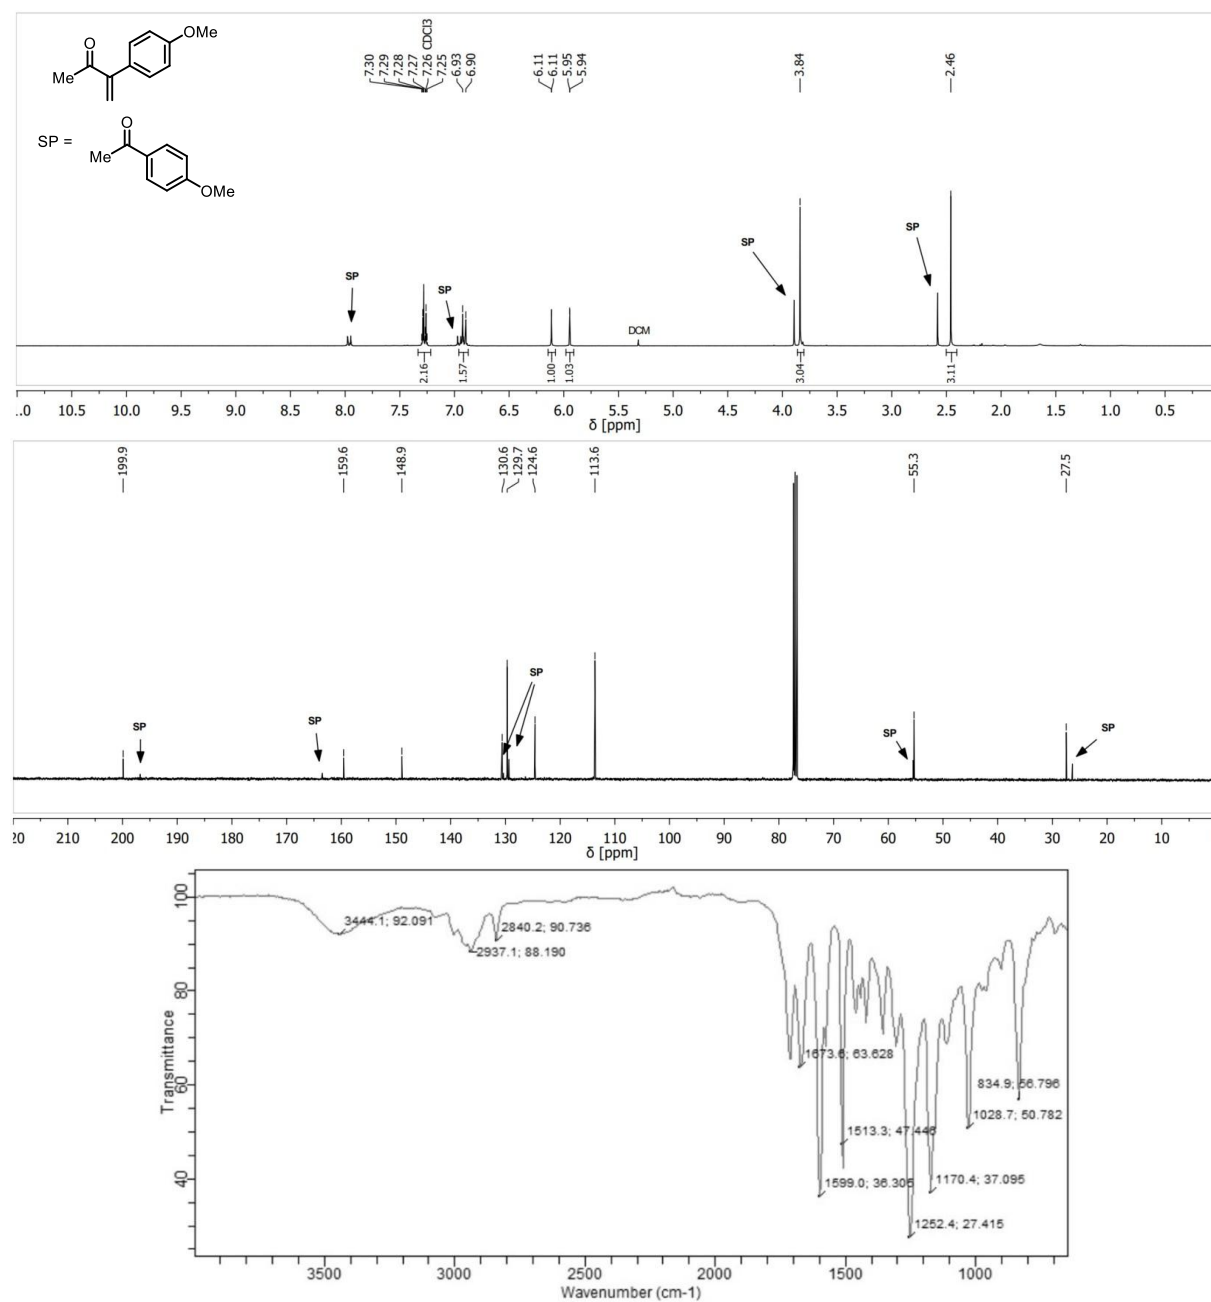 OMe
O
Me
SP =
O
Me
OMe
7.30
7.29
7.28
7.27
7.26 CDCl3
7.25
6.93
6.90
6.11
6.11
5.95
5.94
3.84
2.46
SP
SP
SP
SP
DCM
2.16
1.57
1.00
1.03
3.04
3.11
.0 10.5 10.0 9.5 9.0 8.5 8.0 7.5 7.0 6.5 6.0 5.5 5.0 4.5 4.0 3.5 3.0 2.5 2.0 1.5 1.0 0.5
δ [ppm]
199.9
159.6
148.9
130.6
129.7
124.6
113.6
55.3
27.5
SP
SP
SP
SP
SP
20 210 200 190 180 170 160 150 140 130 120 110 100 90 80 70 60 50 40 30 20 10
δ [ppm]
Transmittance
100
80
60
40
3444.1; 92.091
2937.1; 88.190
2840.2; 90.736
1673.6; 63.628
1599.0; 36.305
1513.3; 47.446
1252.4; 27.415
1170.4; 37.095
1028.7; 50.782
834.9; 56.796
3500 3000 2500 2000 1500 1000
Wavenumber (cm-1)